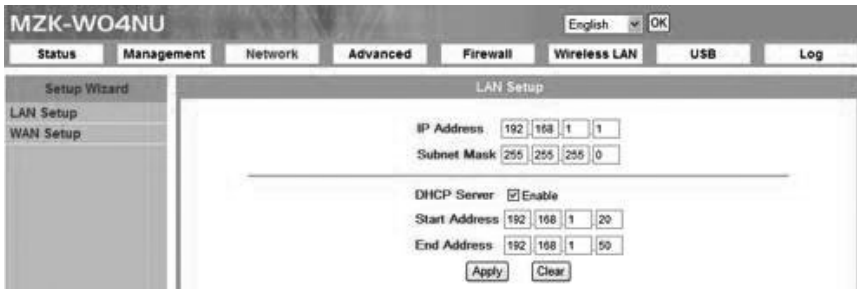 MZK-WO4NU English OK
Status Management Network Advanced Firewall Wireless LAN USB Log
Setup Wizard
LAN Setup
WAN Setup
LAN Setup
IP Address 192 168 1 1
Subnet Mask 255 255 255 0
DHCP Server Enable
Start Address 192 168 1 20
End Address 192 168 1 50
Apply Clear